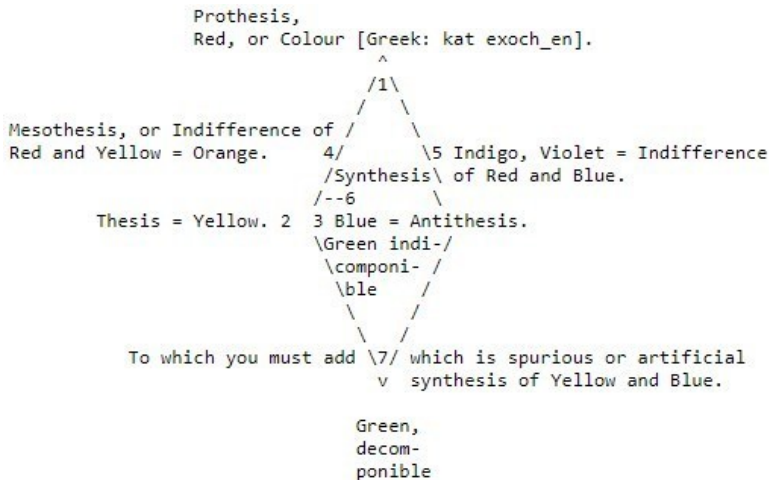 Prothesis,
Red, or Colour [Greek: kat exoch_en].
^
/1\
/ \
Mesothesis, or Indifference of / \
Red and Yellow = Orange. 4/ \5 Indigo, Violet = Indifference
/Synthesis\ of Red and Blue.
/--6 \
Thesis = Yellow. 2 3 Blue = Antithesis.
\Green indi-/
\componi- /
\ble /
\ /
\ /
To which you must add \7/ which is spurious or artificial
v synthesis of Yellow and Blue.
Green,
decom-
ponible